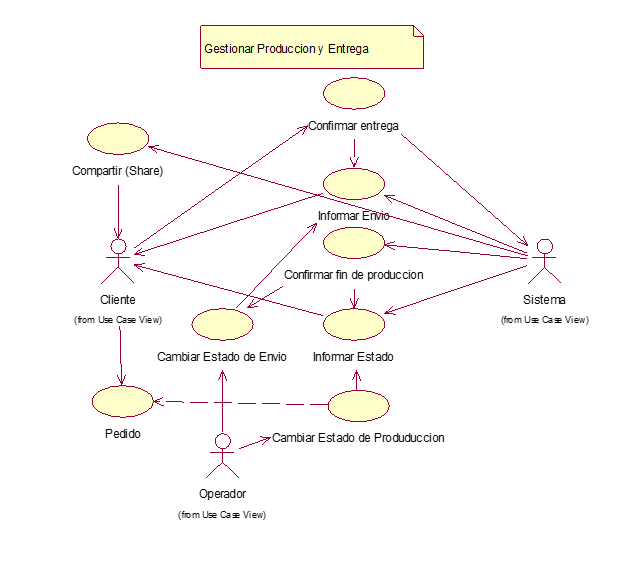 Gestionar Produccion y Entrega
Confirmar entrega
Compartir (Share)
Informar Envio
Confirmar fin de produccion
Cliente
(from Use Case View)
Sistema
(from Use Case View)
Cambiar Estado de Envio
Informar Estado
Pedido
Cambiar Estado de Produduccion
Operador
(from Use Case View)